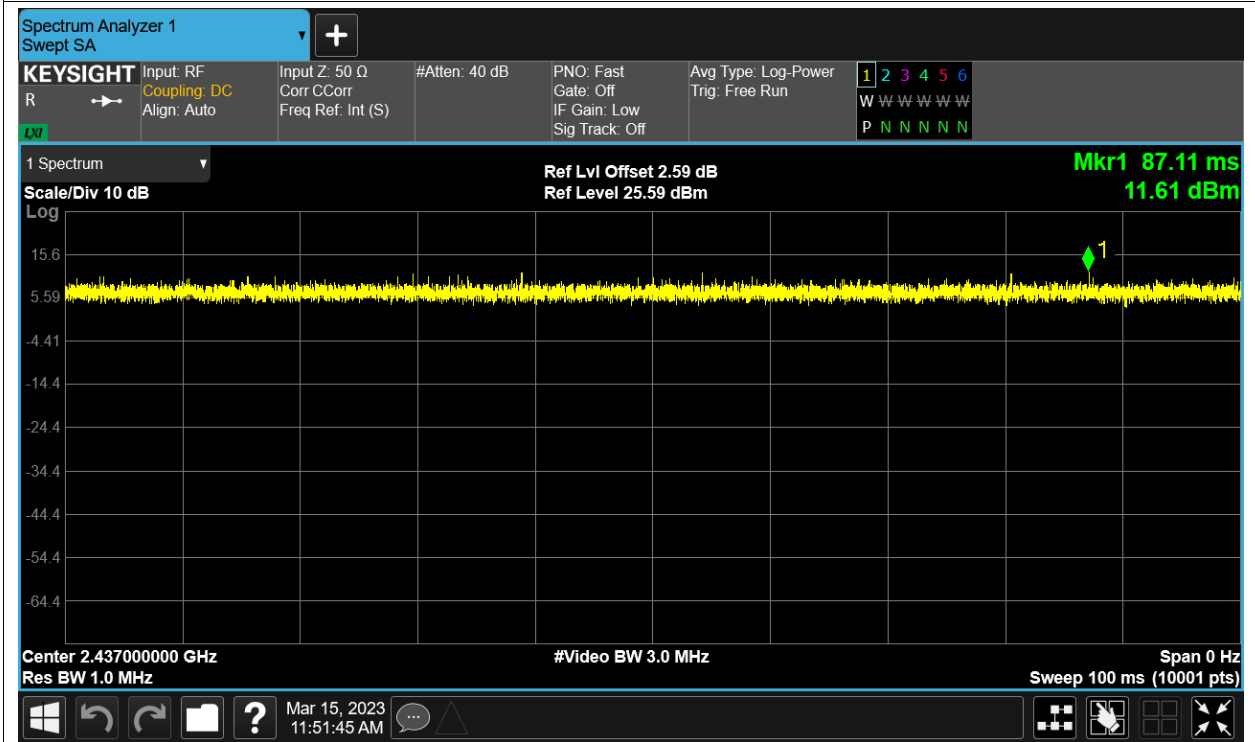 Spectrum Analyzer 1
Swept SA
KEYSIGHT
R
LXI
Input: RF
Coupling: DC
Align: Auto
Input Z: 50 Ω
Corr CCorr
Freq Ref: Int (S)
#Atten: 40 dB
PNO: Fast
Gate: Off
IF Gain: Low
Sig Track: Off
Avg Type: Log-Power
Trig: Free Run
1 2 3 4 5 6
W W W W W W
P N N N N N
1 Spectrum
Scale/Div 10 dB
Log
Ref Lvl Offset 2.59 dB
Ref Level 25.59 dBm
Mkr1 87.11 ms
11.61 dBm
1
15.6
5.59
-4.41
-14.4
-24.4
-34.4
-44.4
-54.4
-64.4
Center 2.437000000 GHz
#Video BW 3.0 MHz
Span 0 Hz
Res BW 1.0 MHz
Sweep 100 ms (10001 pts)
?
Mar 15, 2023
11:51:45 AM